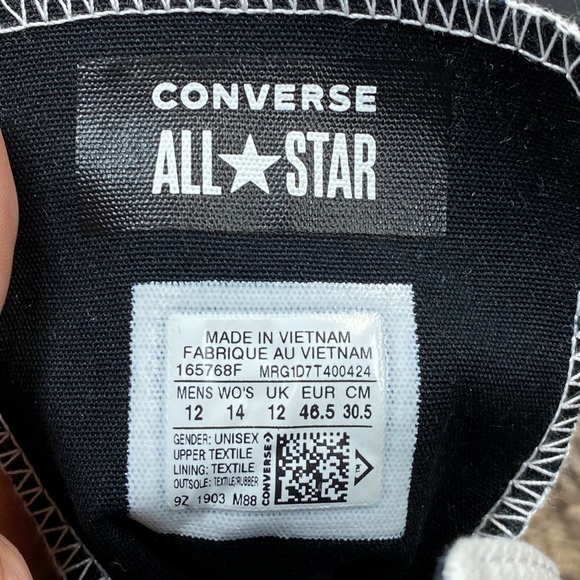 CONVERSE
ALL★STAR
MADE IN VIETNAM
FABRIQUE AU VIETNAM
165768F MRG1D7T400424
MENS WO'S UK EUR CM
12 14 12 46.5 30.5
GENDER: UNISEX
UPPER TEXTILE
LINING: TEXTILE
OUTSOLE: TEXTILE/RUBBER
9Z 1903 M88
CONVERSE
™